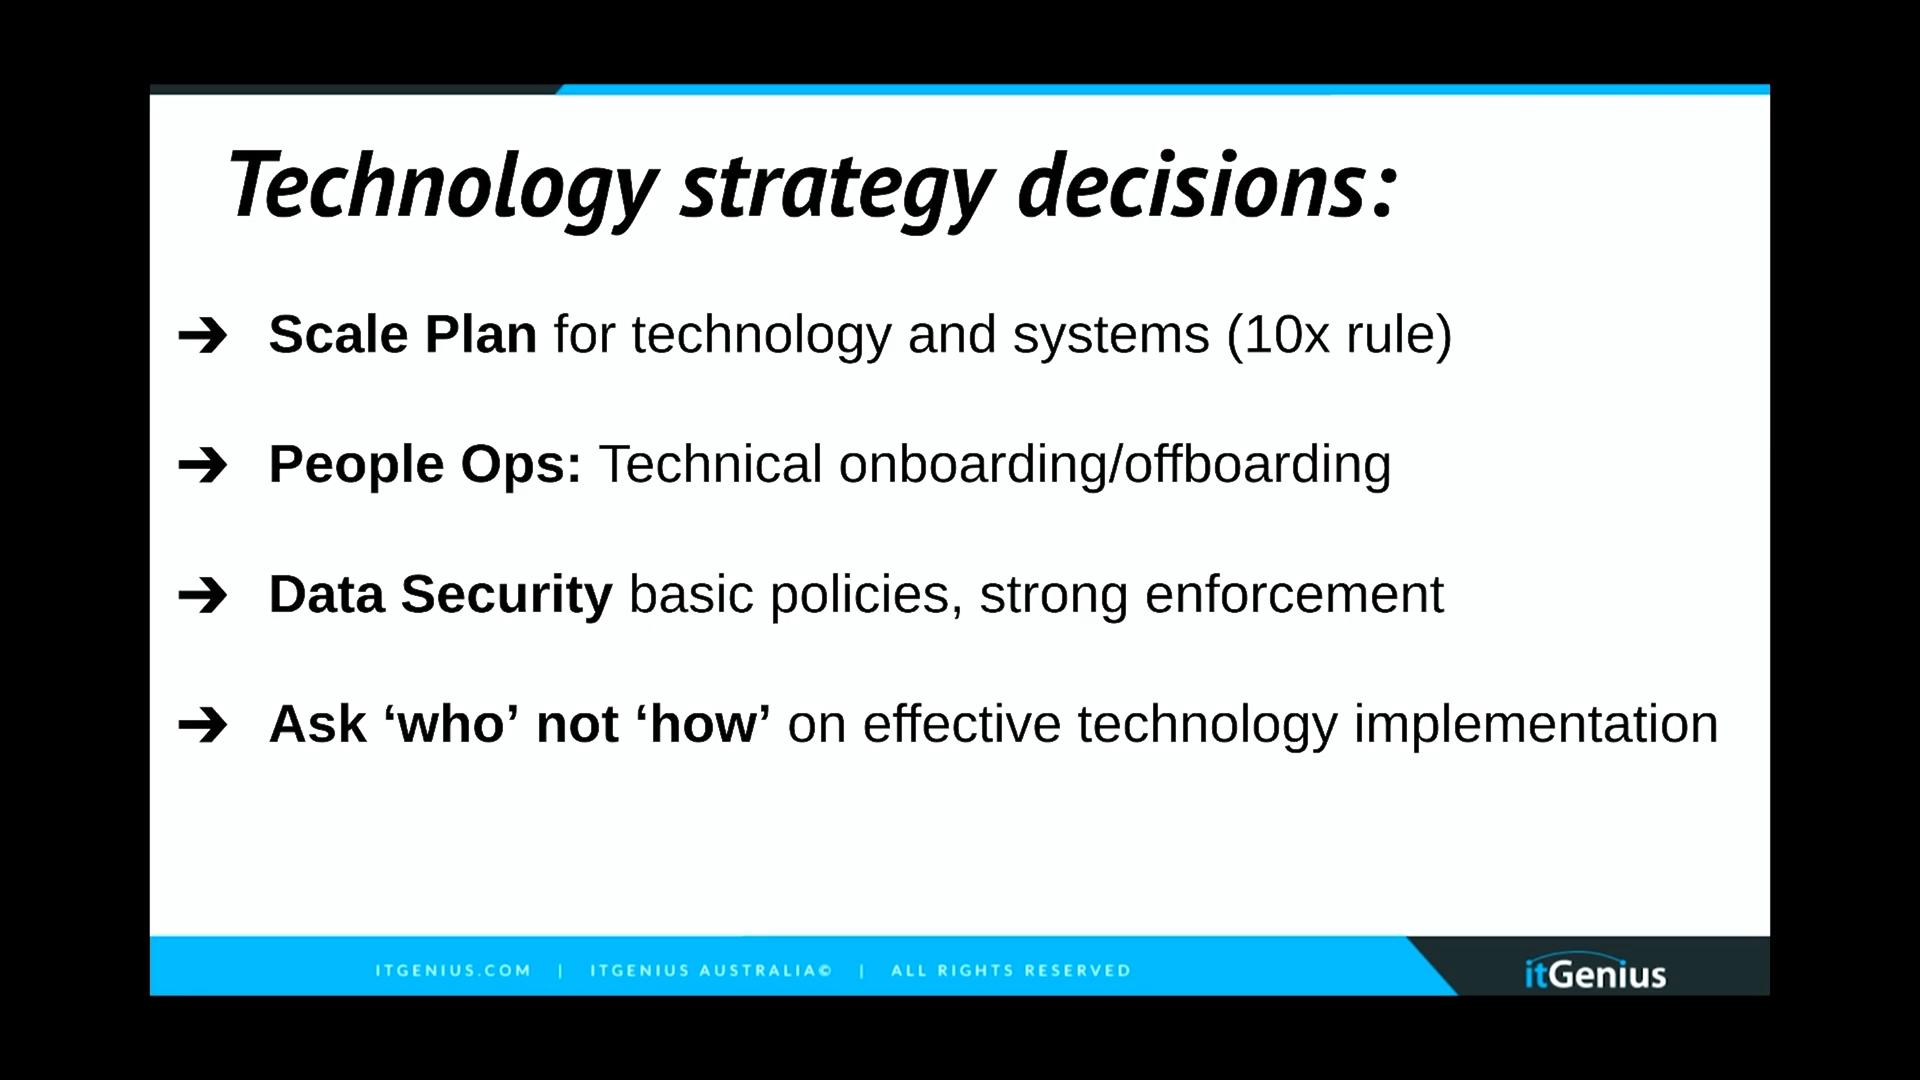 Technology strategy decisions:
➔ Scale Plan for technology and systems (10x rule)
➔ People Ops: Technical onboarding/offboarding
➔ Data Security basic policies, strong enforcement
➔ Ask ‘who’ not ‘how’ on effective technology implementation
ITGENIUS.COM | ITGENIUS AUSTRALIA© | ALL RIGHTS RESERVED
itGenius